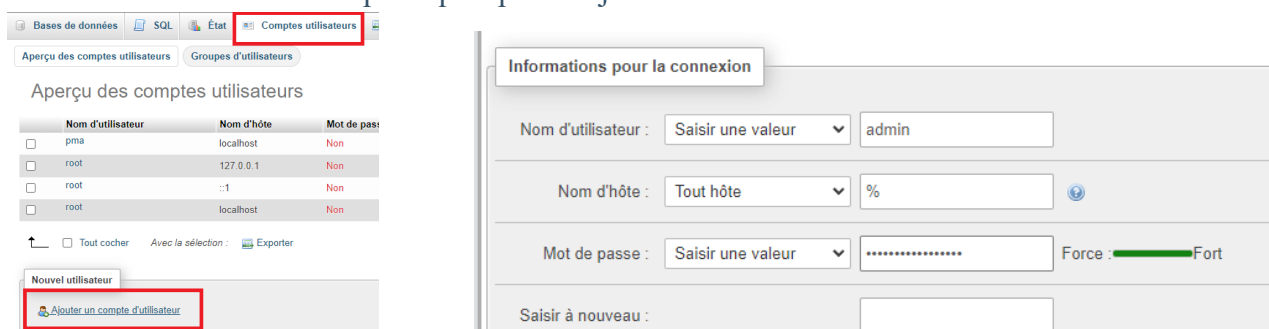 Bases de données SQL État Comptes utilisateurs
Aperçu des comptes utilisateurs Groupes d'utilisateurs
Aperçu des comptes utilisateurs
Nom d'utilisateur Nom d'hôte Mot de pass
pma localhost Non
root 127.0.0.1 Non
root ::1 Non
root localhost Non
Tout cocher Avec la sélection : Exporter
Nouvel utilisateur
Ajouter un compte d'utilisateur
Informations pour la connexion
Nom d'utilisateur : Saisir une valeur admin
Nom d'hôte : Tout hôte %
Mot de passe : Saisir une valeur ••••••••••••••••• Force : Fort
Saisir à nouveau :